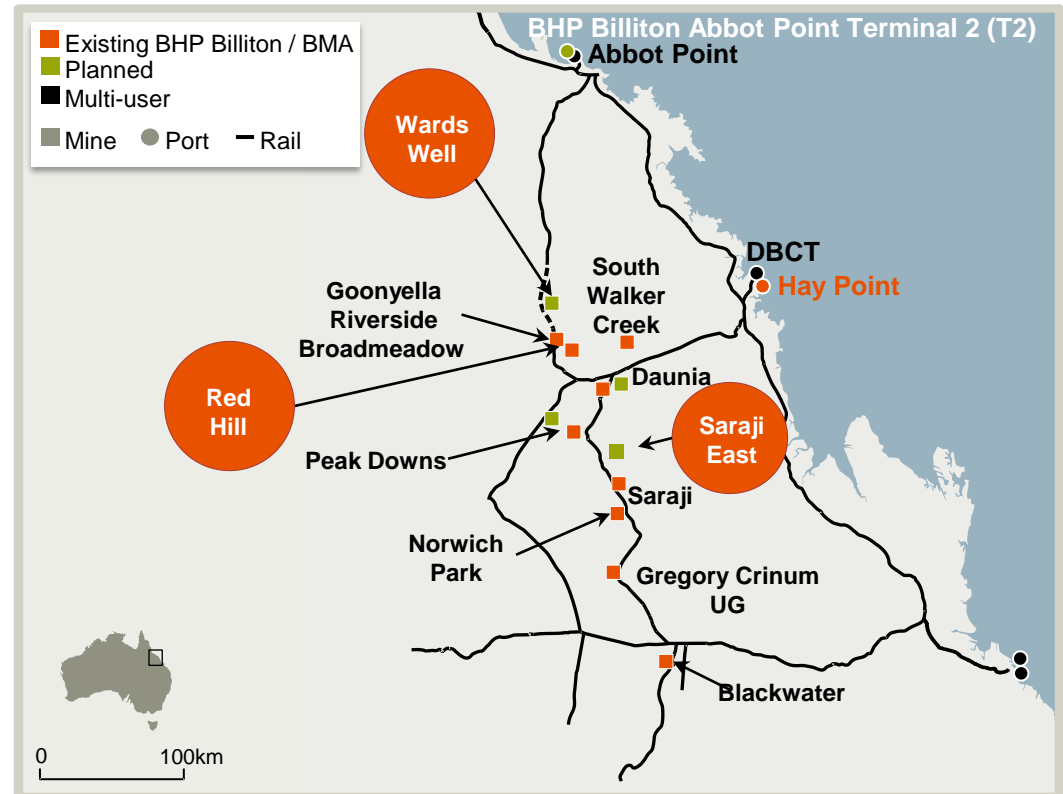 BHP Billiton Abbot Point Terminal 2 (T2)
Existing BHP Billiton / BMA
Planned
Multi-user
Mine Port Rail
Abbot Point
Wards
Well
DBCT
Hay Point
South
Walker
Creek
Goonyella
Riverside
Broadmeadow
Daunia
Red
Hill
Saraji
East
Peak Downs
Saraji
Norwich
Park
Gregory Crinum
UG
Blackwater
0 100km